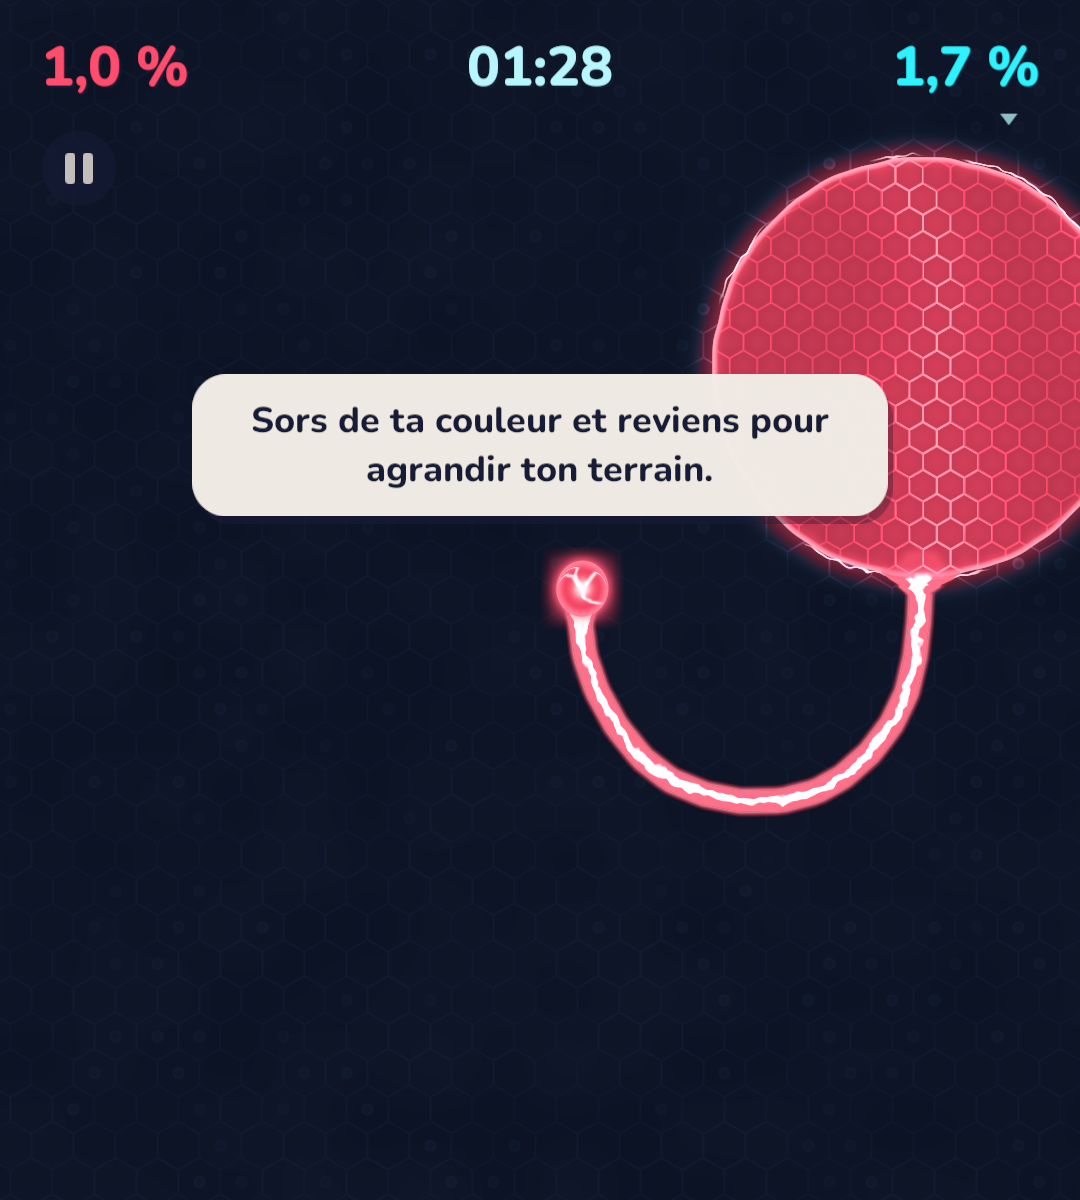 1,0 %
01:28
1,7 %
Sors de ta couleur et reviens pour
agrandir ton terrain.